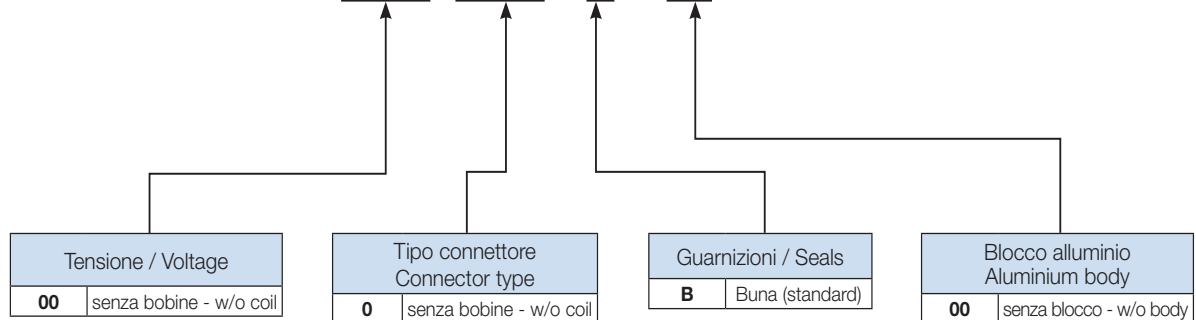 Tensione / Voltage
00 senza bobine - w/o coil
Tipo connettore
Connector type
0 senza bobine - w/o coil
Guarnizioni / Seals
B Buna (standard)
Blocco alluminio
Aluminium body
00 senza blocco - w/o body